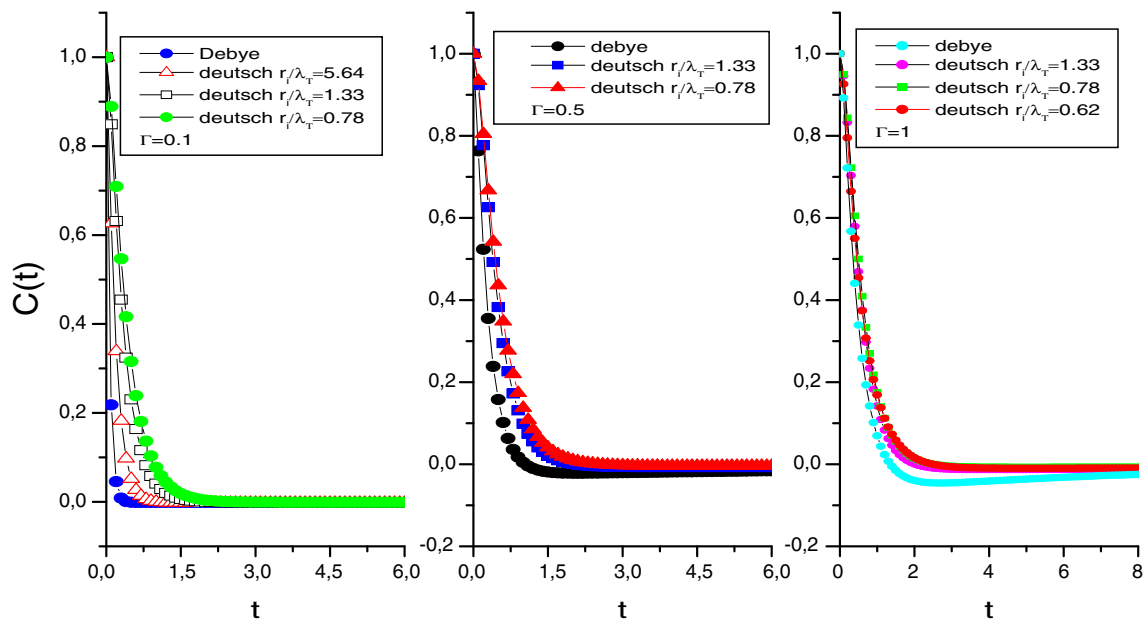 C(t)
1,0
0,8
0,6
0,4
0,2
0,0
0,0
1,5
3,0
4,5
6,0
t
Debye
deutsch r_i/λ_T=5.64
deutsch r_i/λ_T=1.33
deutsch r_i/λ_T=0.78
Γ=0.1
1,0
0,8
0,6
0,4
0,2
0,0
-0,2
0,0
1,5
3,0
4,5
6,0
t
debye
deutsch r_i/λ_T=1.33
deutsch r_i/λ_T=0.78
Γ=0.5
1,0
0,8
0,6
0,4
0,2
0,0
-0,2
0
2
4
6
8
t
debye
deutsch r_i/λ_T=1.33
deutsch r_i/λ_T=0.78
deutsch r_i/λ_T=0.62
Γ=1